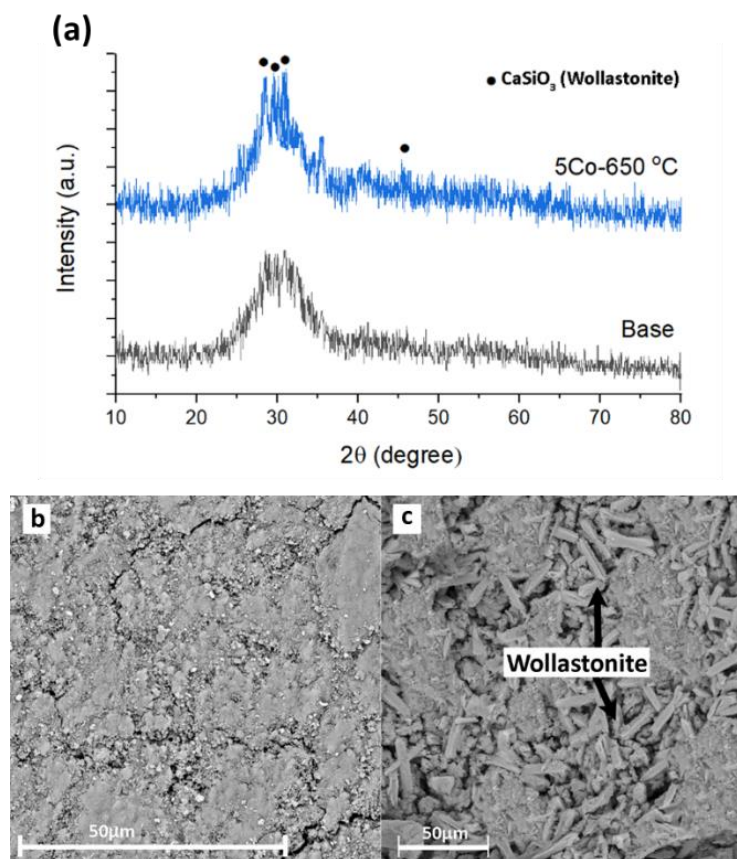 (a)
● CaSiO₃ (Wollastonite)
5Co-650 °C
Base
Intensity (a.u.)
10 20 30 40 50 60 70 80
2θ (degree)
b
c
Wollastonite
50μm
50μm